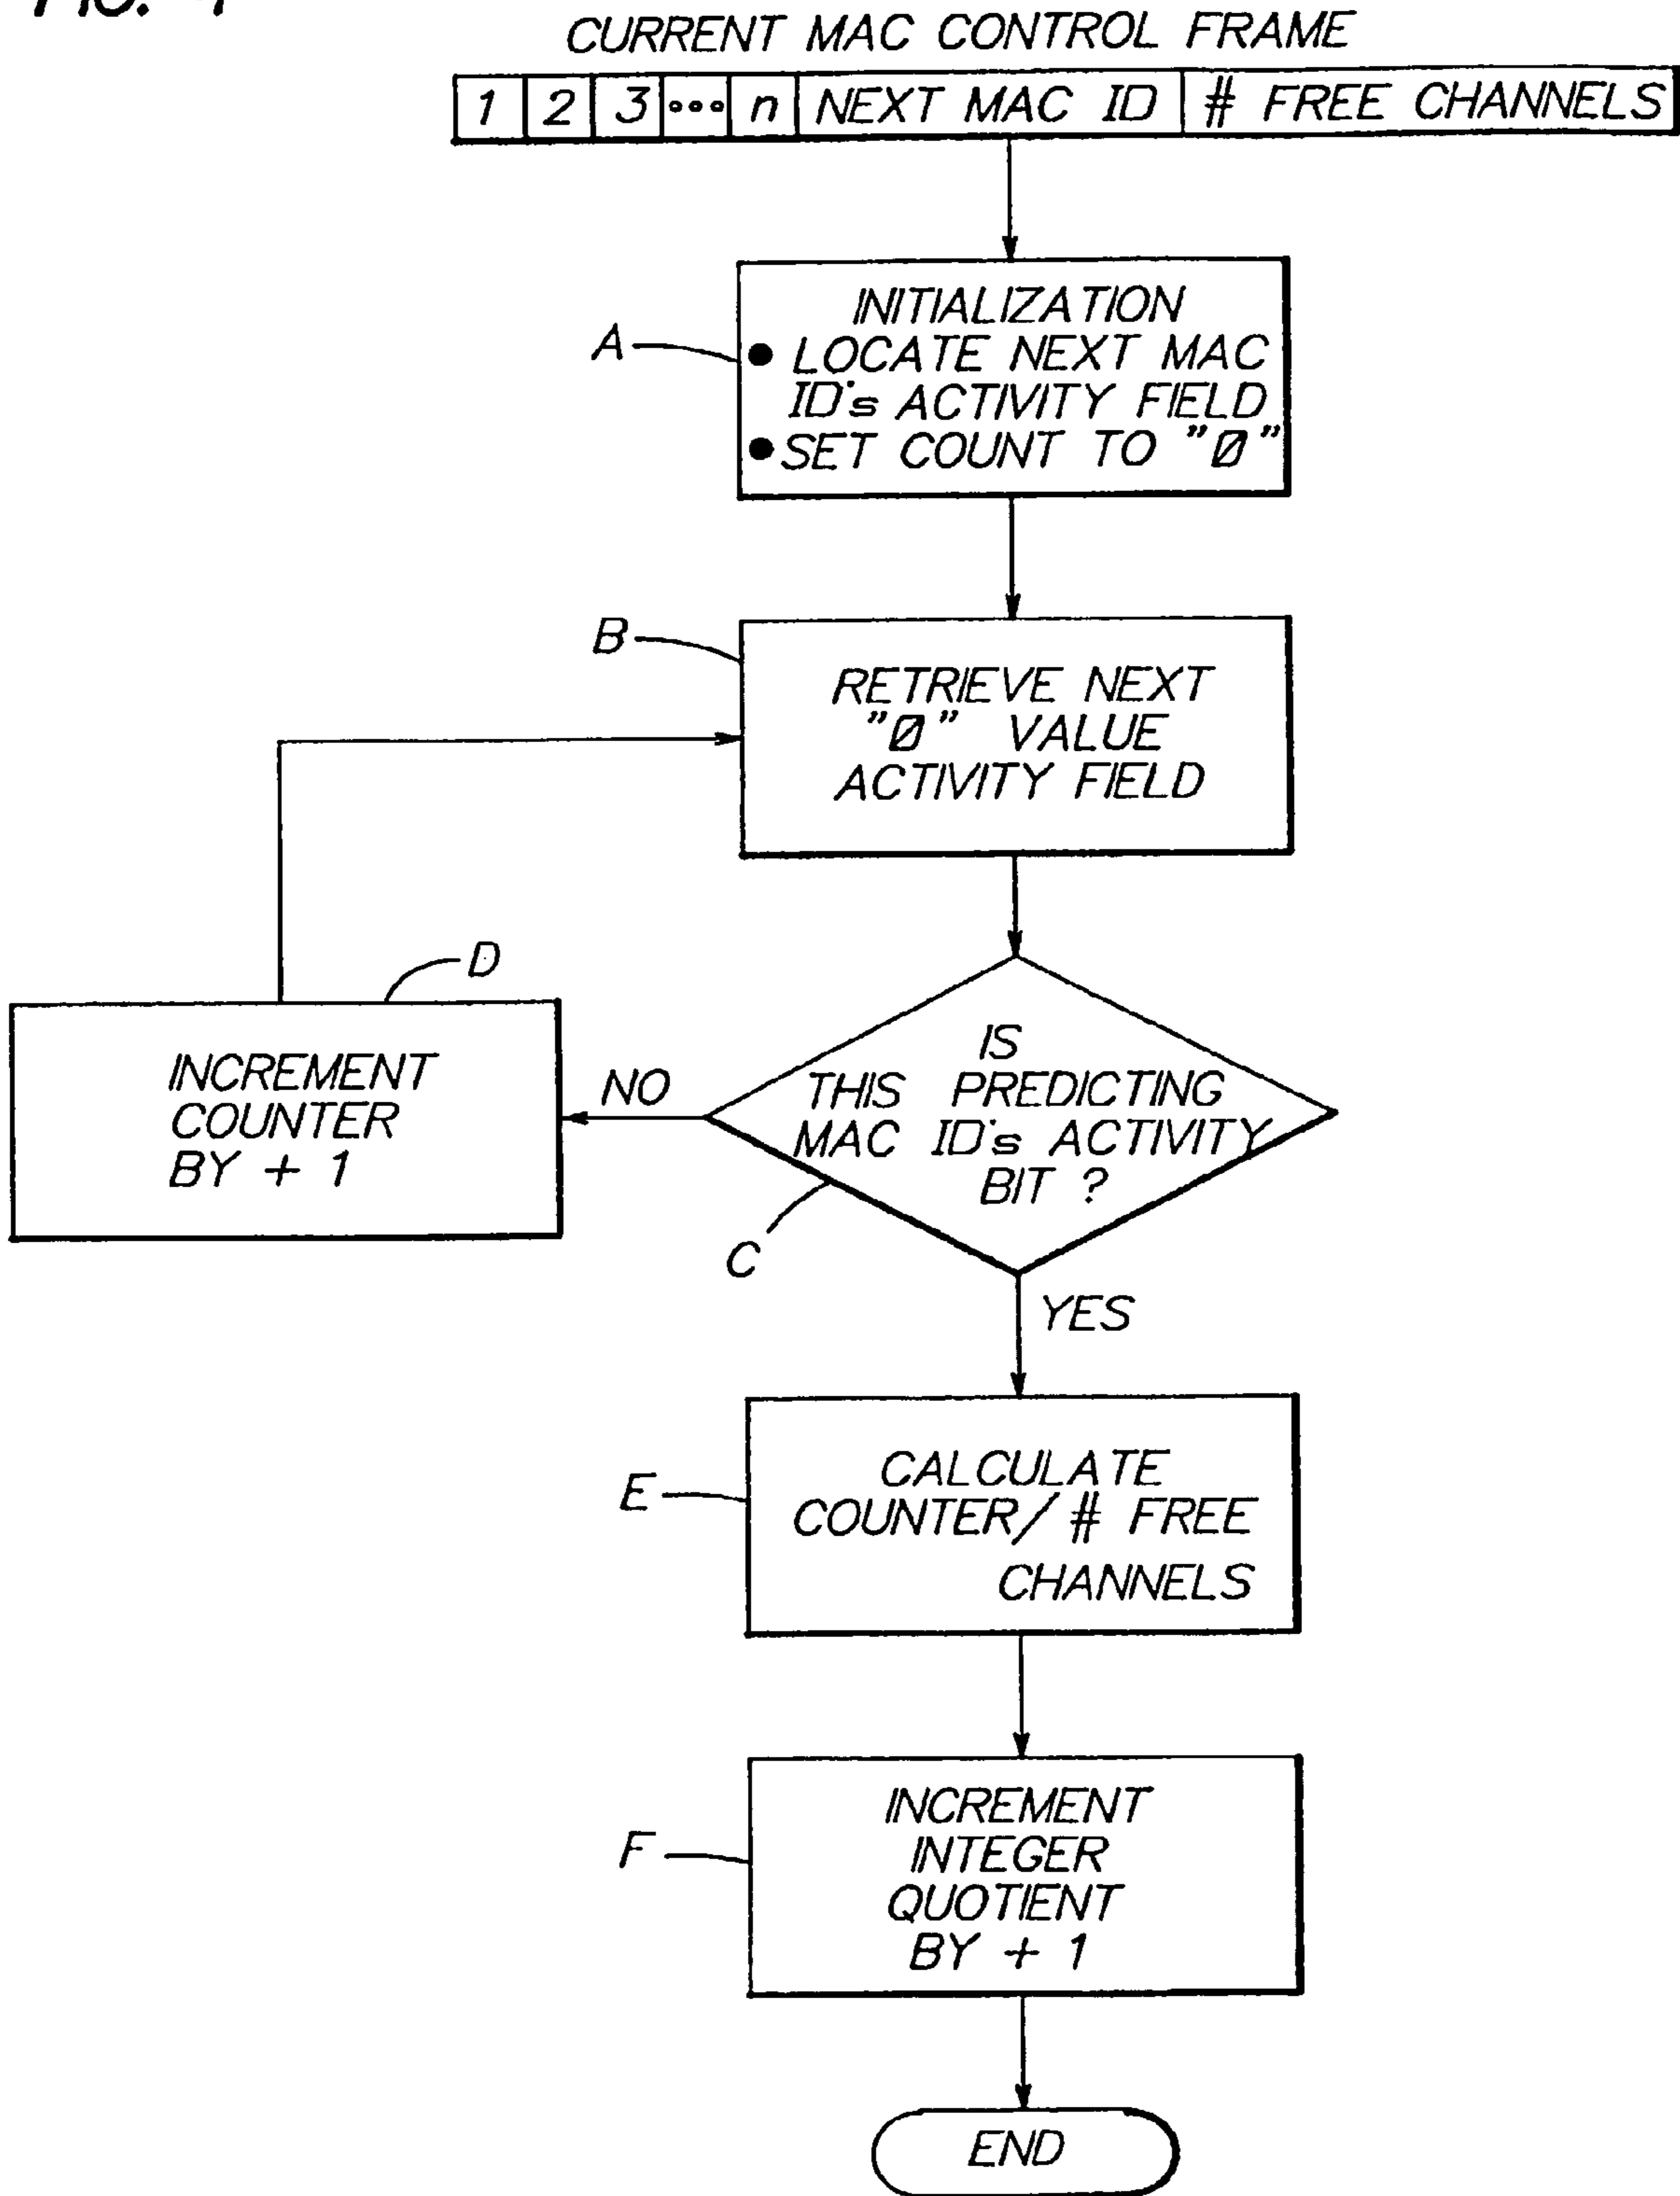 CURRENT MAC CONTROL FRAME
1 2 3 ••• n NEXT MAC ID # FREE CHANNELS
INITIALIZATION
A
● LOCATE NEXT MAC
ID's ACTIVITY FIELD
● SET COUNT TO "Ø"
B
RETRIEVE NEXT
"Ø" VALUE
ACTIVITY FIELD
D
INCREMENT
COUNTER
BY + 1
NO
IS
THIS PREDICTING
MAC ID's ACTIVITY
BIT ?
C
YES
E
CALCULATE
COUNTER/# FREE
CHANNELS
F
INCREMENT
INTEGER
QUOTIENT
BY + 1
END